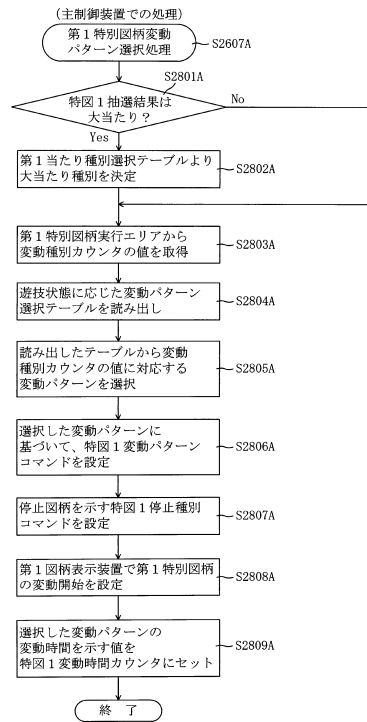 (主制御装置での処理)
第1特別図柄変動
パターン選択処理
S2607A
S2801A
特図1抽選結果は
大当たり?
No
Yes
第1当たり種別選択テーブルより
大当たり種別を決定
S2802A
第1特別図柄実行エリアから
変動種別カウンタの値を取得
S2803A
遊技状態に応じた変動パターン
選択テーブルを読み出し
S2804A
読み出したテーブルから変動
種別カウンタの値に対応する
変動パターンを選択
S2805A
選択した変動パターンに
基づいて、特図1変動パターン
コマンドを設定
S2806A
停止図柄を示す特図1停止種別
コマンドを設定
S2807A
第1図柄表示装置で第1特別図柄
の変動開始を設定
S2808A
選択した変動パターンの
変動時間を示す値を
特図1変動時間カウンタにセット
S2809A
終 了